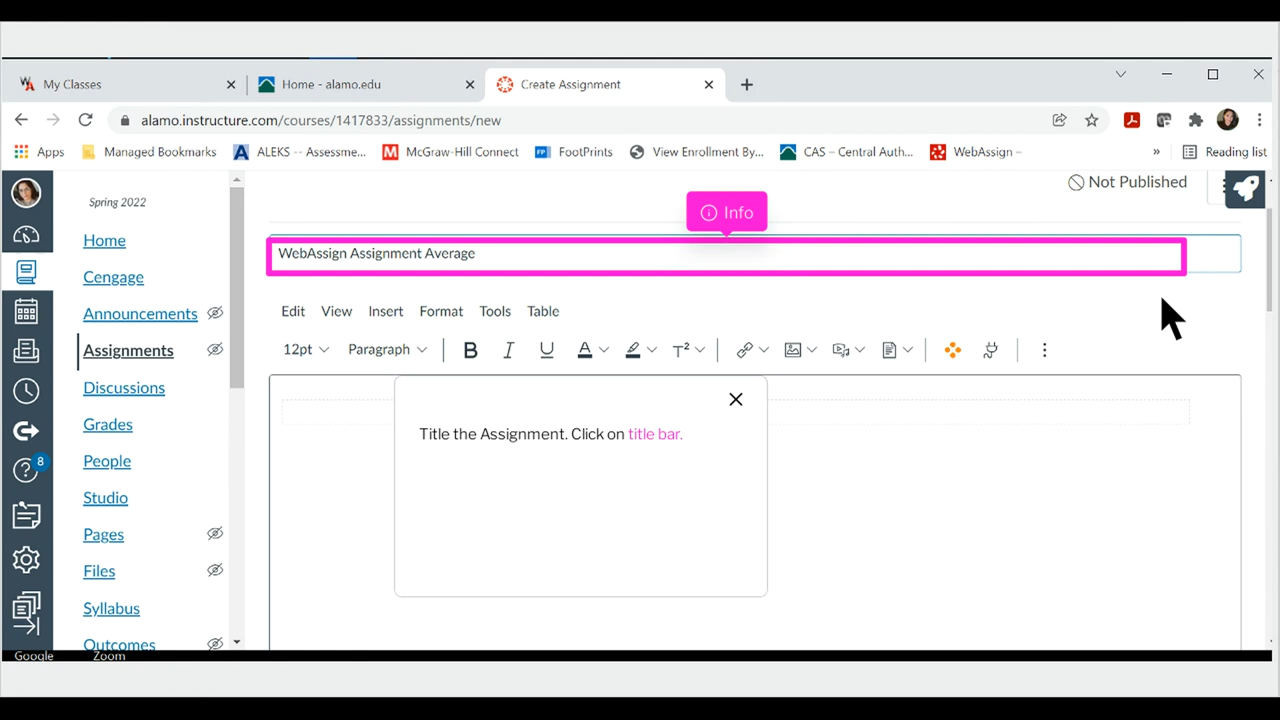 My Classes
Home - alamo.edu
Create Assignment
alamo.instructure.com/courses/1417833/assignments/new
Apps
Managed Bookmarks
ALEKS -- Assessme...
McGraw-Hill Connect
FootPrints
View Enrollment By...
CAS – Central Auth...
WebAssign –
»
Reading list
Spring 2022
Not Published
Info
Home
WebAssign Assignment Average
Cengage
Announcements
Edit View Insert Format Tools Table
Assignments
12pt Paragraph B I U A T²
Discussions
Grades
Title the Assignment. Click on title bar.
People
8
Studio
Pages
Files
Syllabus
Outcomes
Google Zoom